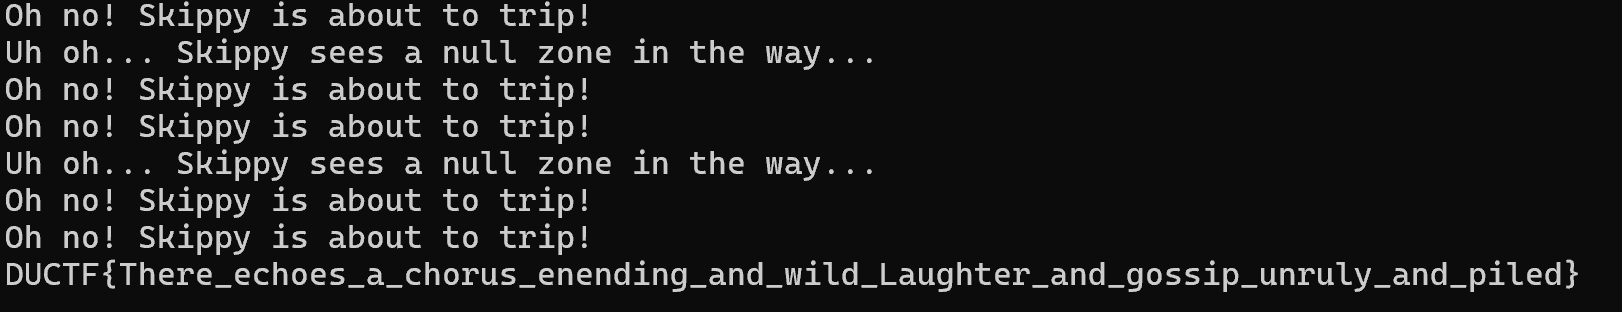 Oh no! Skippy is about to trip!
Uh oh... Skippy sees a null zone in the way...
Oh no! Skippy is about to trip!
Oh no! Skippy is about to trip!
Uh oh... Skippy sees a null zone in the way...
Oh no! Skippy is about to trip!
Oh no! Skippy is about to trip!
DUCTF{There_echoes_a_chorus_enending_and_wild_Laughter_and_gossip_unruly_and_piled}